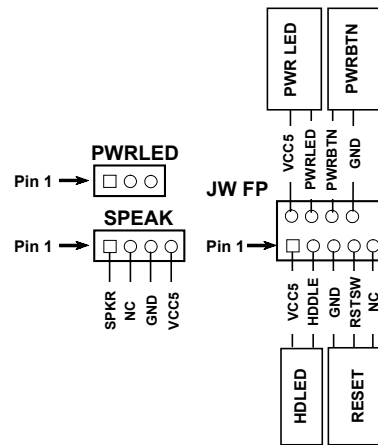 PWR LED
PWRBTN
VCC5
PWRLED
PWRBTN
GND
PWRLED
Pin 1
JW FP
SPEAK
Pin 1
Pin 1
SPKR
NC
GND
VCC5
VCC5
HDDLE
GND
RSTSW
NC
HDLED
RESET